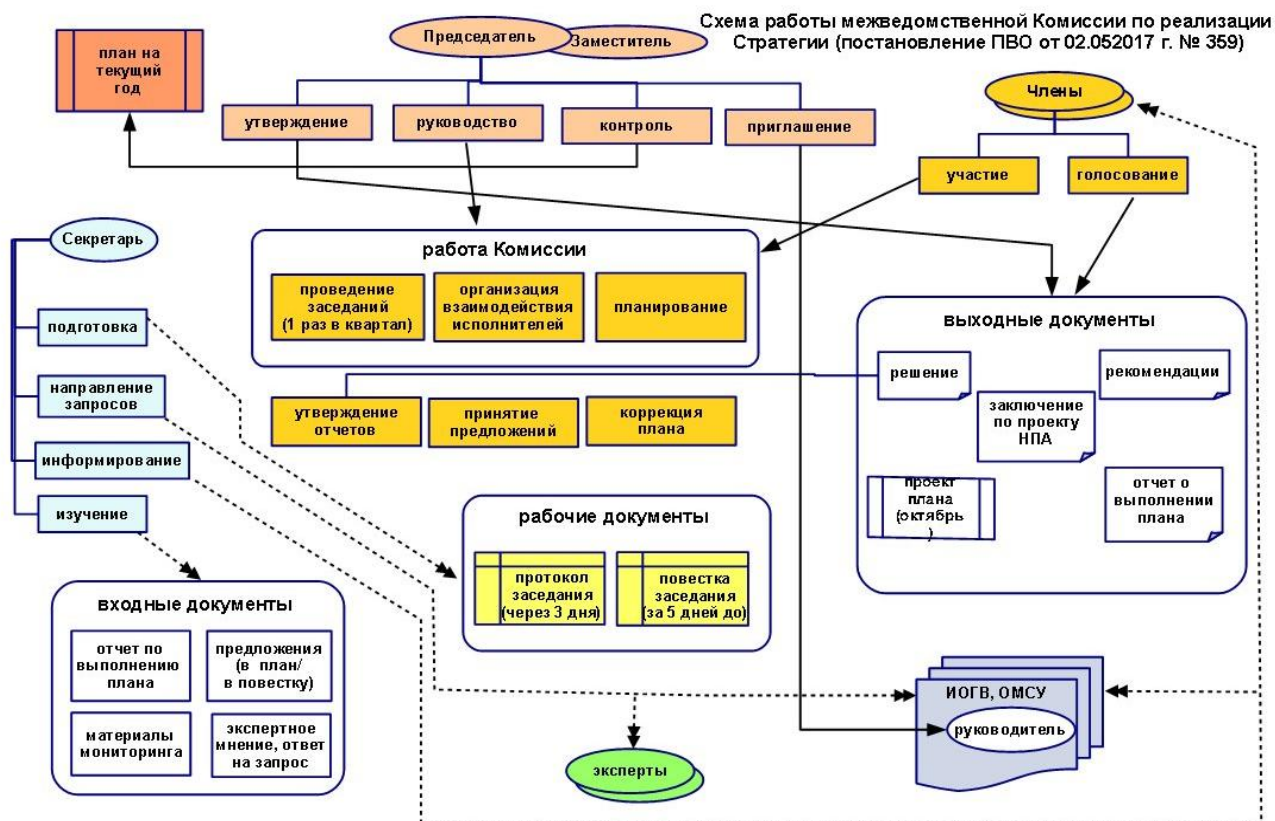 Схема работы межведомственной Комиссии по реализации
Стратегии (постановление ПВО от 02.052017 г. № 359)
план на
текущий
год
Председатель
Заместитель
Члены
утверждение
руководство
контроль
приглашение
участие
голосование
Секретарь
подготовка
направление
запросов
информирование
изучение
работа Комиссии
проведение
заседаний
(1 раз в квартал)
организация
взаимодействия
исполнителей
планирование
утверждение
отчетов
принятие
предложений
коррекция
плана
выходные документы
решение
рекомендации
заключение
по проекту
НПА
проект
плана
(октябрь
)
отчет о
выполнении
плана
рабочие документы
протокол
заседания
(через 3 дня)
повестка
заседания
(за 5 дней до)
входные документы
отчет по
выполнению
плана
предложения
(в план/
в повестку)
материалы
мониторинга
экспертное
мнение, ответ
на запрос
эксперты
ИОГВ, ОМСУ
руководитель